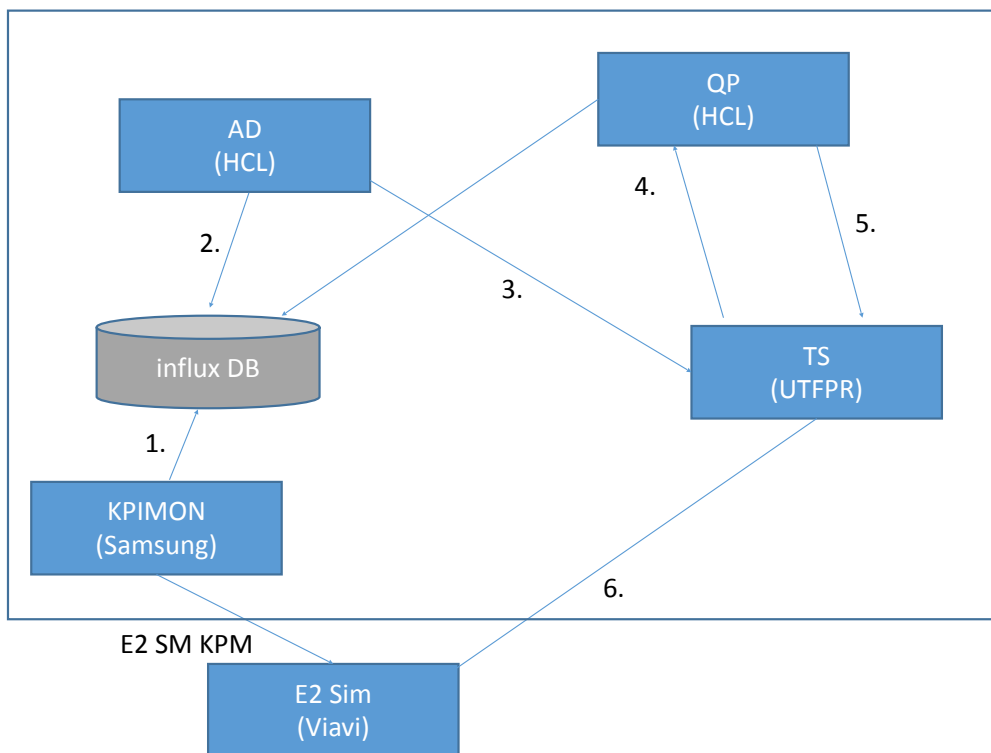 QP
(HCL)
AD
(HCL)
4.
5.
2.
3.
TS
(UTFPR)
influx DB
1.
KPIMON
(Samsung)
6.
E2 SM KPM
E2 Sim
(Viavi)